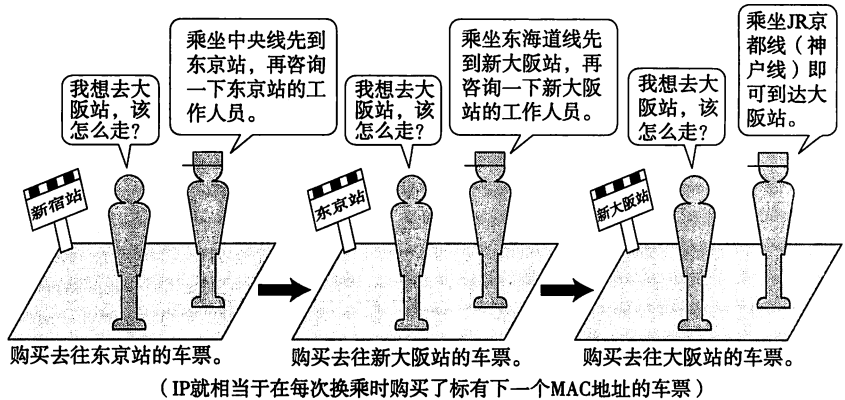 我想去大
阪站，该
怎么走？
乘坐中央线先到
东京站，再咨询
一下东京站的工
作人员。
新宿站
购买去往东京站的车票。
我想去大
阪站，该
怎么走？
乘坐东海道线先
到新大阪站，再
咨询一下新大阪
站的工作人员。
东京站
购买去往新大阪站的车票。
我想去大
阪站，该
怎么走？
乘坐JR京
都线（神
户线）即
可到达大
阪站。
新大阪站
购买去往大阪站的车票。
（IP就相当于在每次换乘时购买了标有下一个MAC地址的车票）